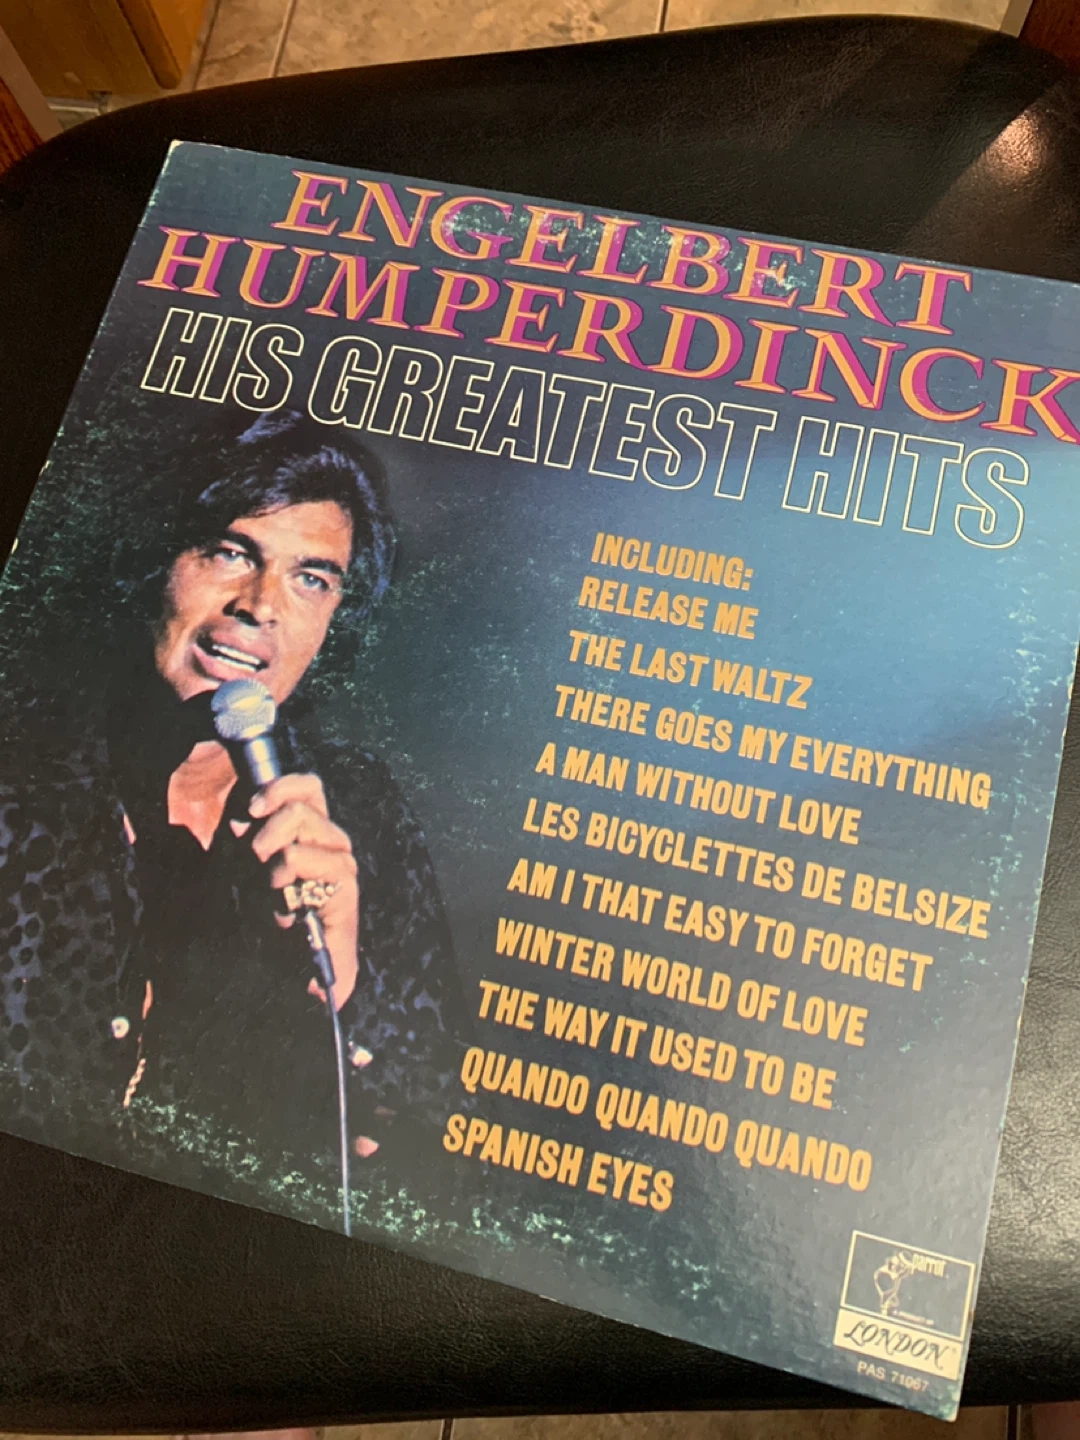 ENGELBERT
HUMPERDINCK
HIS GREATEST HITS
INCLUDING:
RELEASE ME
THE LAST WALTZ
THERE GOES MY EVERYTHING
A MAN WITHOUT LOVE
LES BICYCLETTES DE BELSIZE
AM I THAT EASY TO FORGET
WINTER WORLD OF LOVE
THE WAY IT USED TO BE
QUANDO QUANDO QUANDO
SPANISH EYES
parrot
A PRODUCT OF
LONDON®
PAS 71067